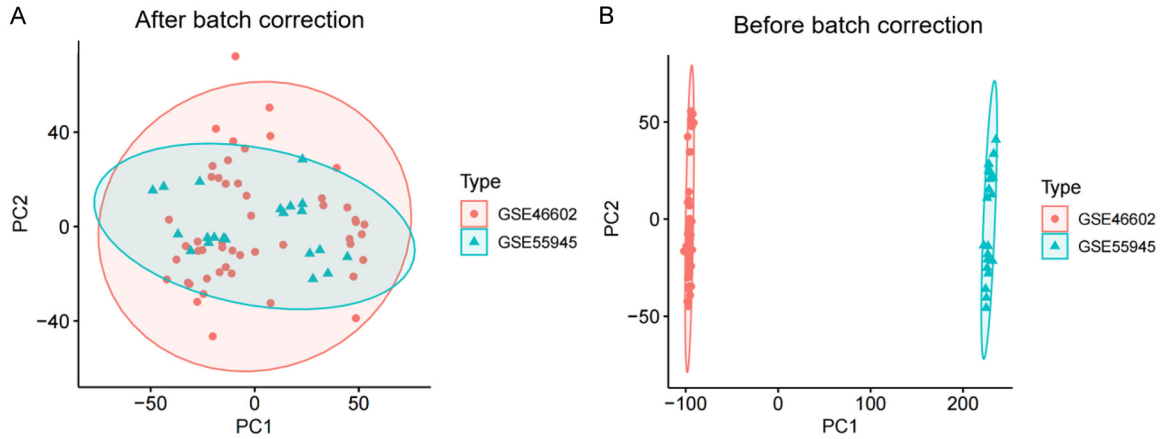 A
After batch correction
40
0
−40
PC2
−50
0
50
PC1
Type
GSE46602
GSE55945
B
Before batch correction
50
0
−50
PC2
−100
0
100
200
PC1
Type
GSE46602
GSE55945